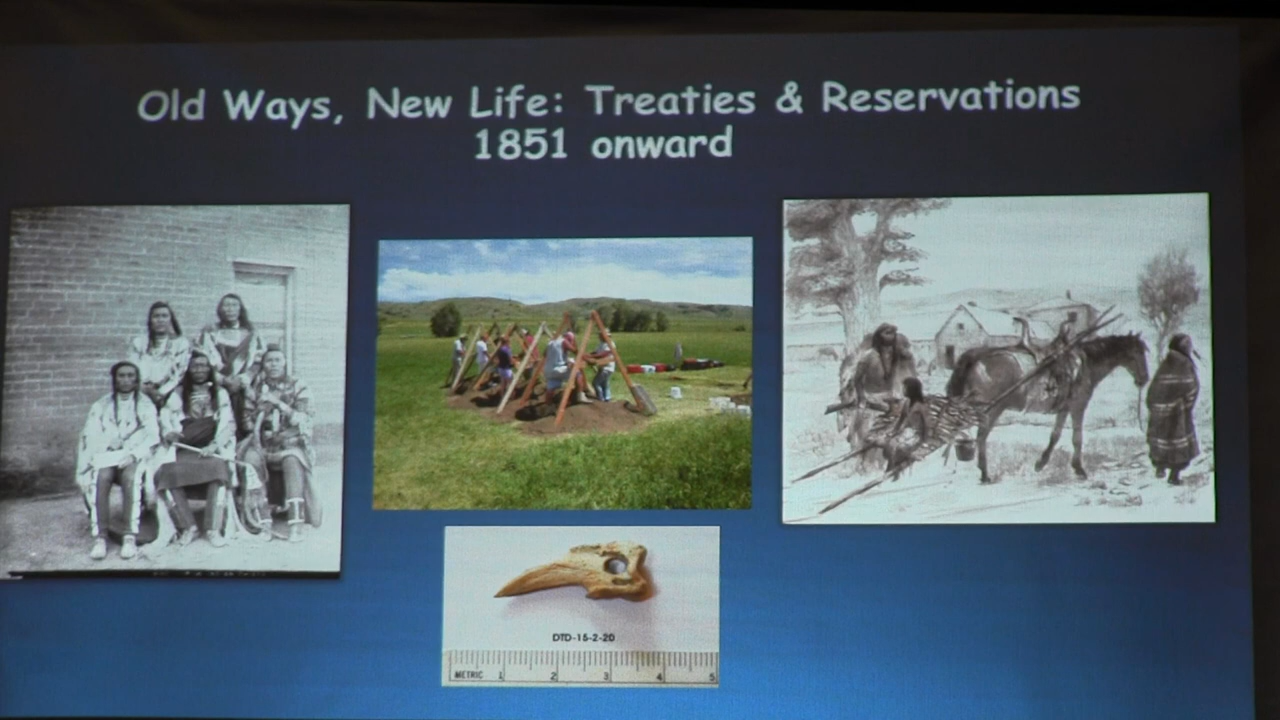 Old Ways, New Life: Treaties & Reservations
1851 onward
DTD-15-2-20
METRIC 1 2 3 4 5